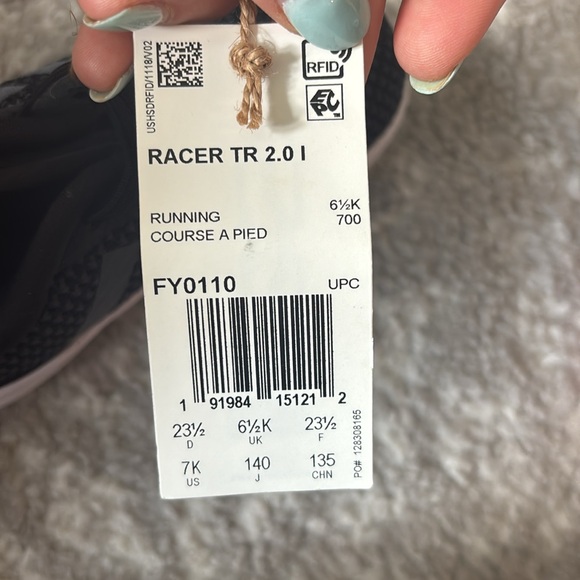 USHSDRFID/1118/V02
RFID
EPC
RACER TR 2.0 I
6½K
RUNNING 700
COURSE A PIED
FY0110 UPC
1 91984 15121 2
23½ 6½K 23½
D UK F
7K 140 135
US J CHN
PO# 128308165